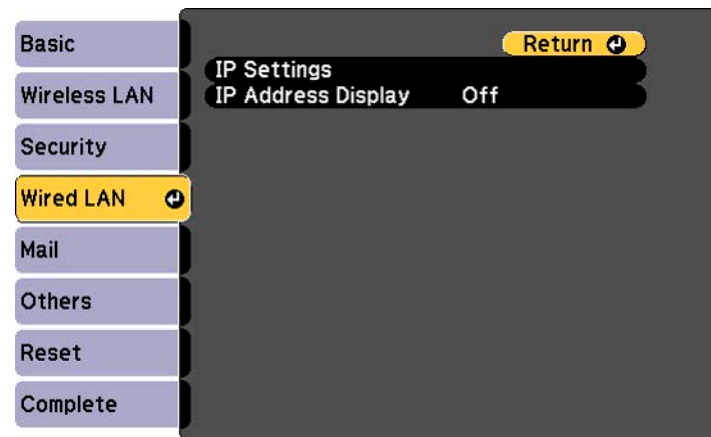 Basic
Wireless LAN
Security
Wired LAN
Mail
Others
Reset
Complete
Return
IP Settings
IP Address Display Off